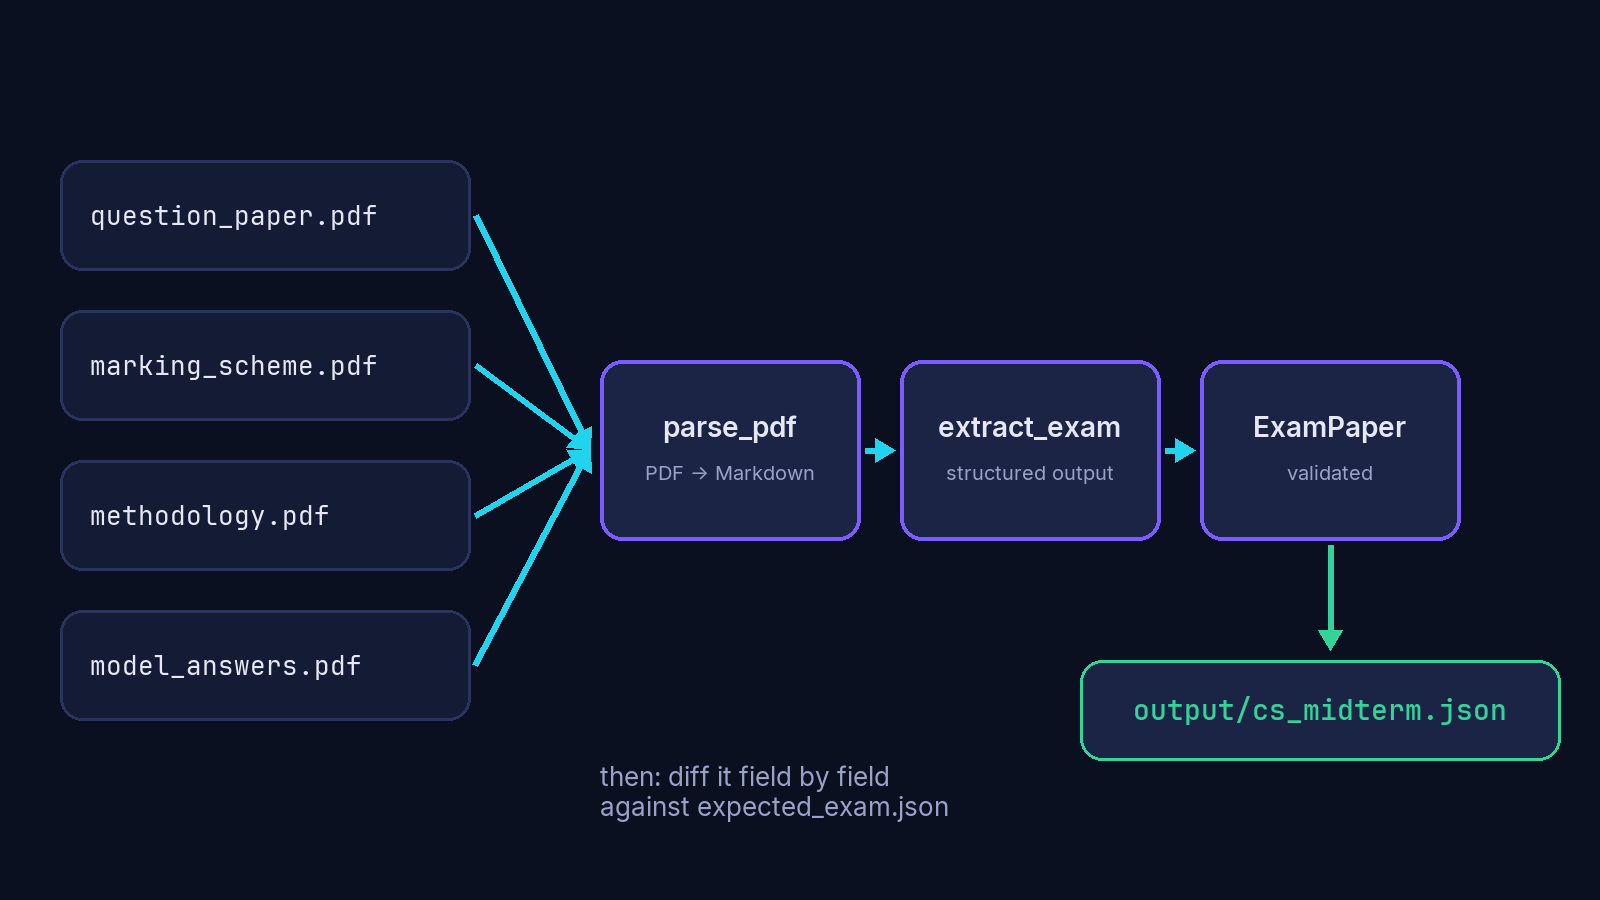 question_paper.pdf
marking_scheme.pdf
methodology.pdf
model_answers.pdf
parse_pdf
PDF → Markdown
extract_exam
structured output
ExamPaper
validated
output/cs_midterm.json
then: diff it field by field
against expected_exam.json